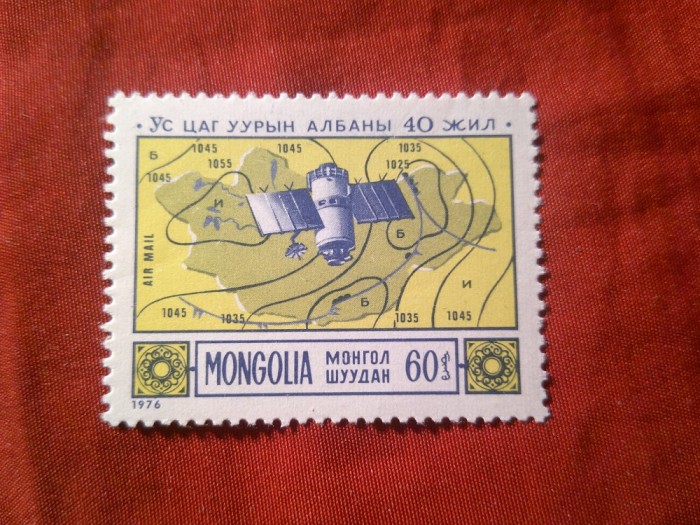 · УС ЦАГ УУРЫН АЛБАНЫ 40 ЖИЛ ·
Б 1045 1045 1035
1045 1055 1025
И
Б
AIR MAIL
Б И
1045 1035 1035 1045
MONGOLIA МОНГОЛ ШУУДАН 60
1976